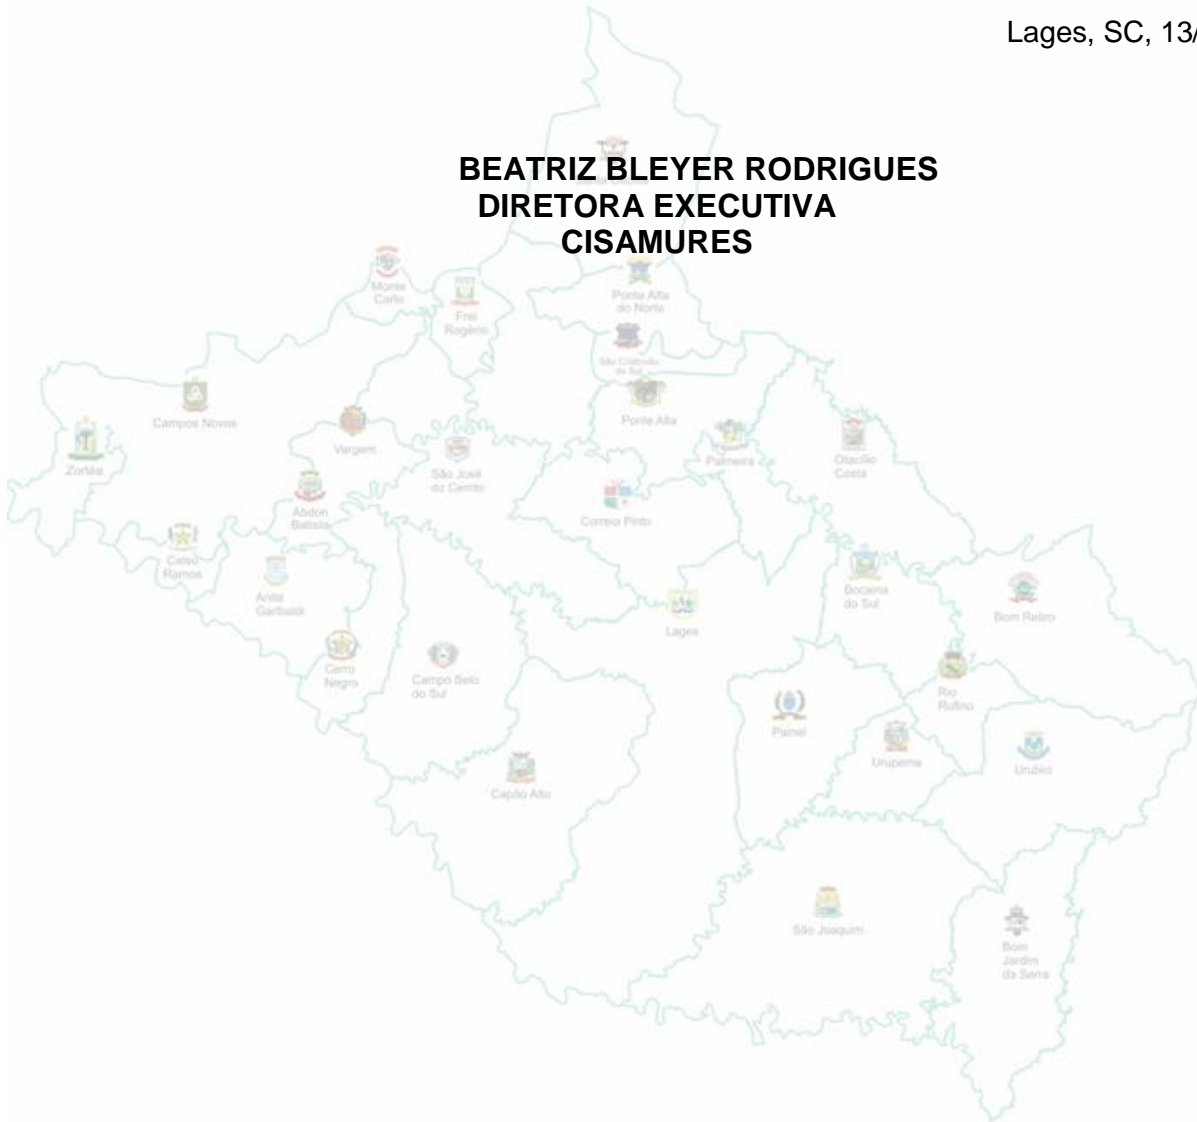 Lages, SC, 13/
BEATRIZ BLEYER RODRIGUES
DIRETORA EXECUTIVA
CISAMURES
Monte
Carlo
Frei
Rogério
Ponte Alta
do Norte
São Cristóvão
do Sul
Campos Novos
Ponte Alta
Vargem
Palmeira
Zortéa
São José
do Cerrito
Otacílio
Costa
Abdon
Batista
Correia Pinto
Celso
Ramos
Anita
Garibaldi
Bocaina
do Sul
Bom Retiro
Lages
Cerro
Negro
Campo Belo
do Sul
Rio
Rufino
Painel
Urupema
Urubici
Capão Alto
São Joaquim
Bom
Jardim
da Serra